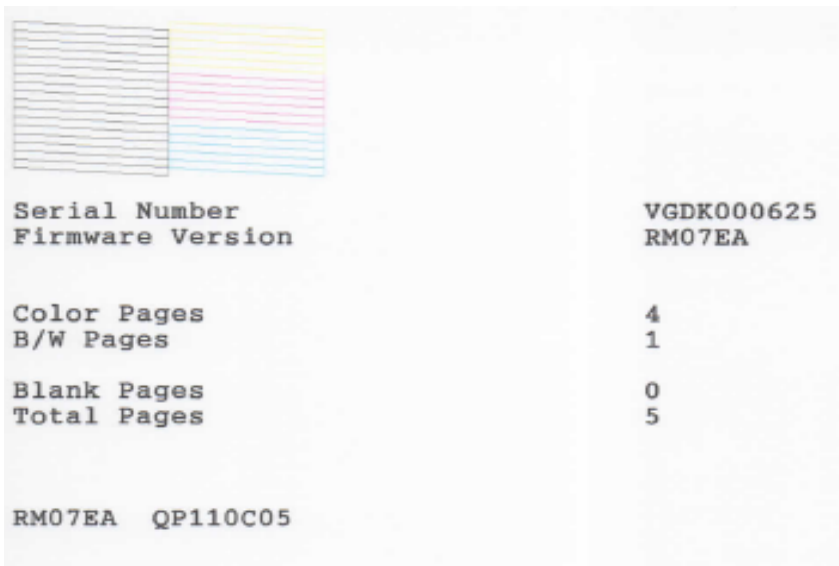 Serial Number VGDK000625
Firmware Version RM07EA
Color Pages 4
B/W Pages 1
Blank Pages 0
Total Pages 5
RM07EA QP110C05